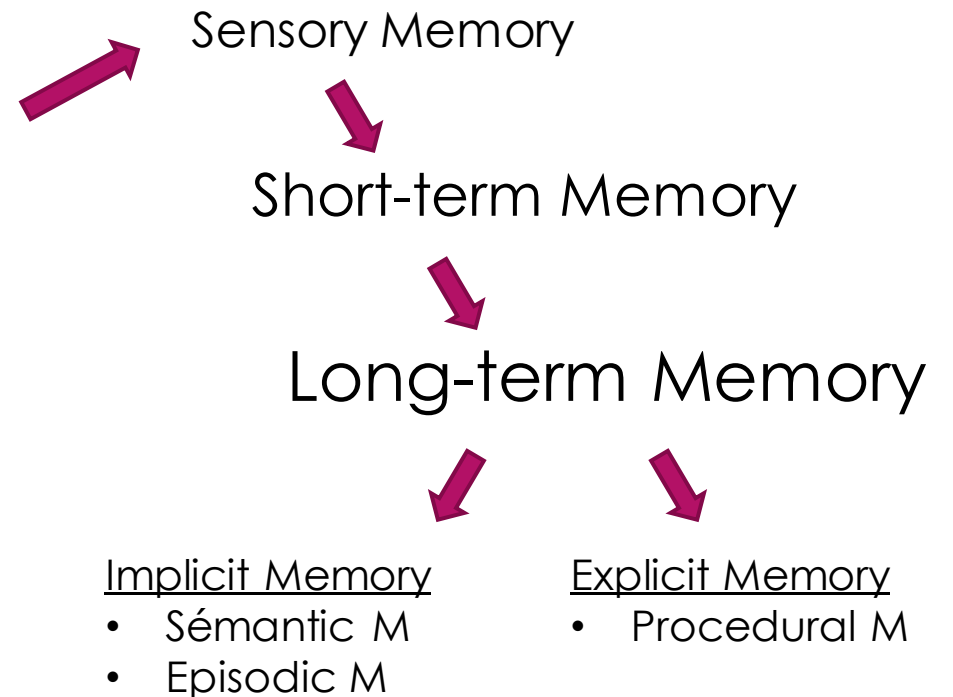 Sensory Memory
Short-term Memory
Long-term Memory
Implicit Memory
• Sémantic M
• Episodic M
Explicit Memory
• Procedural M